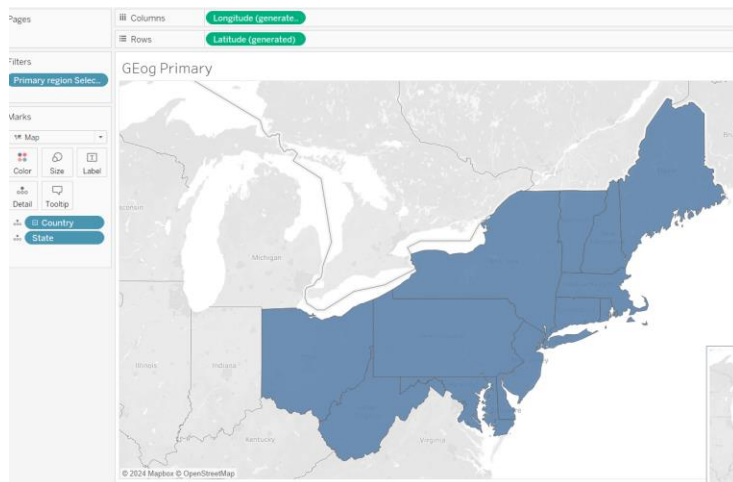 Pages
Columns
Longitude (generate..
Rows
Latitude (generated)
Filters
Primary region Selec..
GEog Primary
Marks
Map
Color
Size
Label
Detail
Tooltip
Country
State
Michigan
Illinois
Indiana
Kentucky
Virginia
© 2024 Mapbox © OpenStreetMap